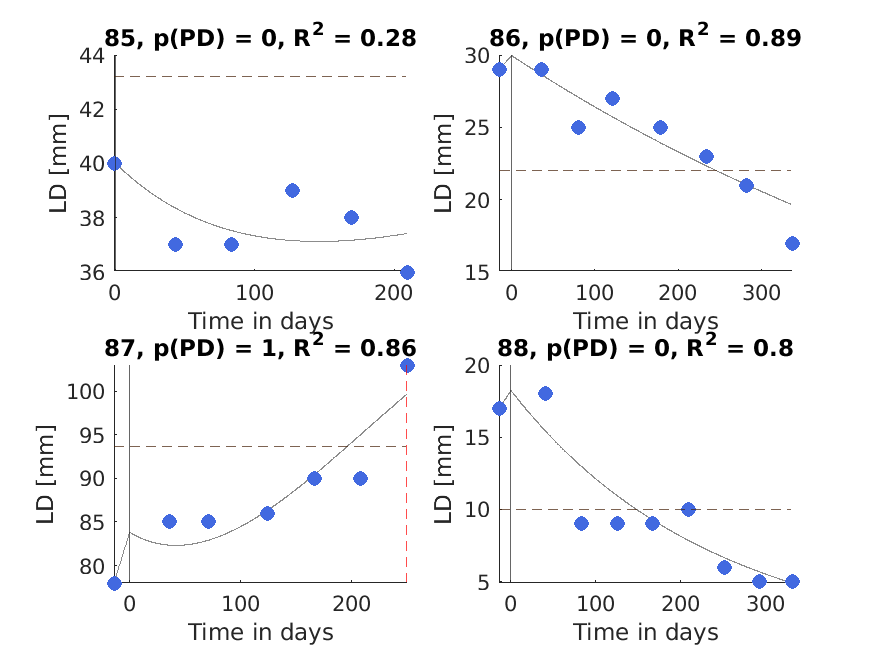 85, p(PD) = 0, R² = 0.28
LD [mm]
44
42
40
38
36
0
100
200
Time in days
86, p(PD) = 0, R² = 0.89
LD [mm]
30
25
20
15
0
100
200
300
Time in days
87, p(PD) = 1, R² = 0.86
LD [mm]
100
95
90
85
80
0
100
200
Time in days
88, p(PD) = 0, R² = 0.8
LD [mm]
20
15
10
5
0
100
200
300
Time in days